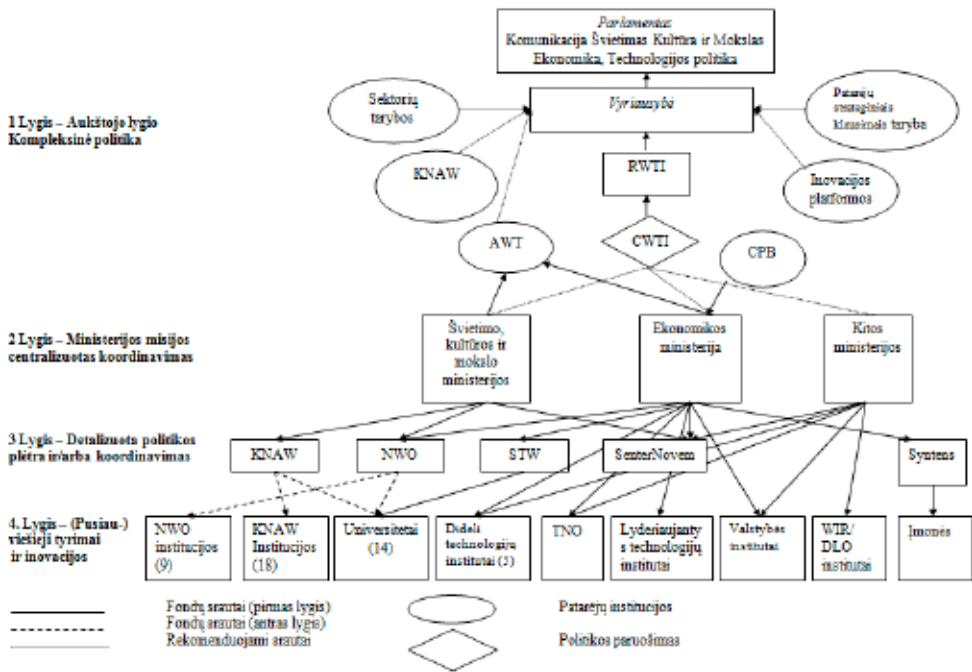 Parlamentas
Komunikacija Švietimas Kultūra ir Mokslas
Ekonomika, Technologijos politika
1 Lygis – Aukštojo lygio
Kompleksinė politika
Sektorių
tarybos
Vyriausybė
Patarėjų
strateginiais
klausimais taryba
KNAW
RWTI
Inovacijos
platformos
AWT
CWTI
CPB
2 Lygis – Ministerijos misijos
centralizuotas koordinavimas
Švietimo,
kultūros ir
mokslo
ministerijos
Ekonomikos
ministerija
Kitos
ministerijos
3 Lygis – Detalizuota politikos
plėtra ir/arba koordinavimas
KNAW
NWO
STW
SenterNovem
Syntens
4. Lygis – (Pusiau-)
viešieji tyrimai
ir inovacijos
NWO
institucijos
(9)
KNAW
Institucijos
(18)
Universitetai
(14)
Dideli
technologijų
institutai (5)
TNO
Lyderiaujanty
s technologijų
institutai
Valstybės
institutai
WIR/
DLO
institutai
Įmonės
Fondų srautai (pirmas lygis)
Fondų srautai (antras lygis)
Rekomenduojami srautai
Patarėjų institucijos
Politikos paruošimas